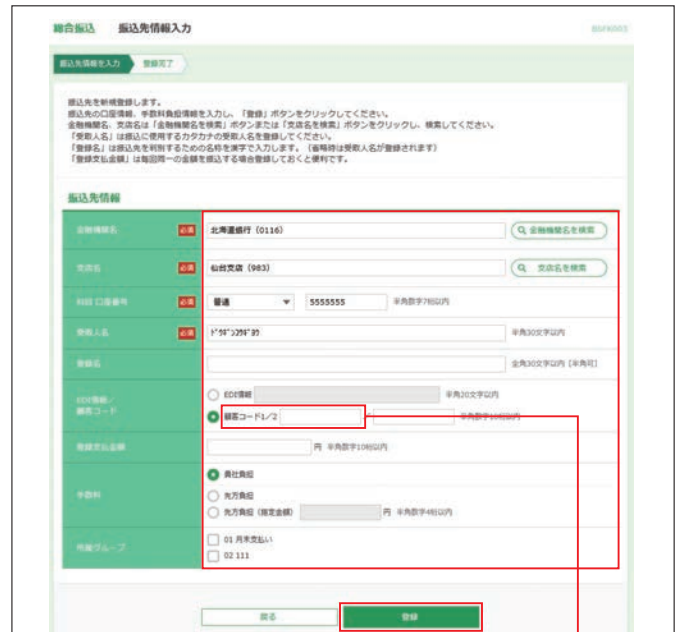 総合振込 振込先情報入力
BSFK003
振込先情報を入力 登録完了
振込先を新規登録します。
振込先の口座情報、手数料負担情報を入力し、「登録」ボタンをクリックしてください。
金融機関名、支店名は「金融機関名を検索」ボタンまたは「支店名を検索」ボタンをクリックし、検索してください。
「受取人名」は振込に使用するカタカナの受取人名を登録してください。
「登録名」は振込先を判別するための名称を漢字で入力します。（省略時は受取人名が登録されます）
「登録支払金額」は毎回同一の金額を振込する場合登録しておくと便利です。
振込先情報
金融機関名 必須 北海道銀行（0116） 金融機関名を検索
支店名 必須 仙台支店（983） 支店名を検索
科目 口座番号 必須 普通 5555555 半角数字7桁以内
受取人名 必須 半角30文字以内
登録名 全角30文字以内［半角可］
EDI情報／
顧客コード
EDI情報 半角20文字以内
顧客コード1／2 / 半角数字10桁以内
登録支払金額 円 半角数字10桁以内
手数料
貴社負担
先方負担
先方負担（指定金額） 円 半角数字4桁以内
所属グループ
01 月末支払い
02 111
戻る 登録